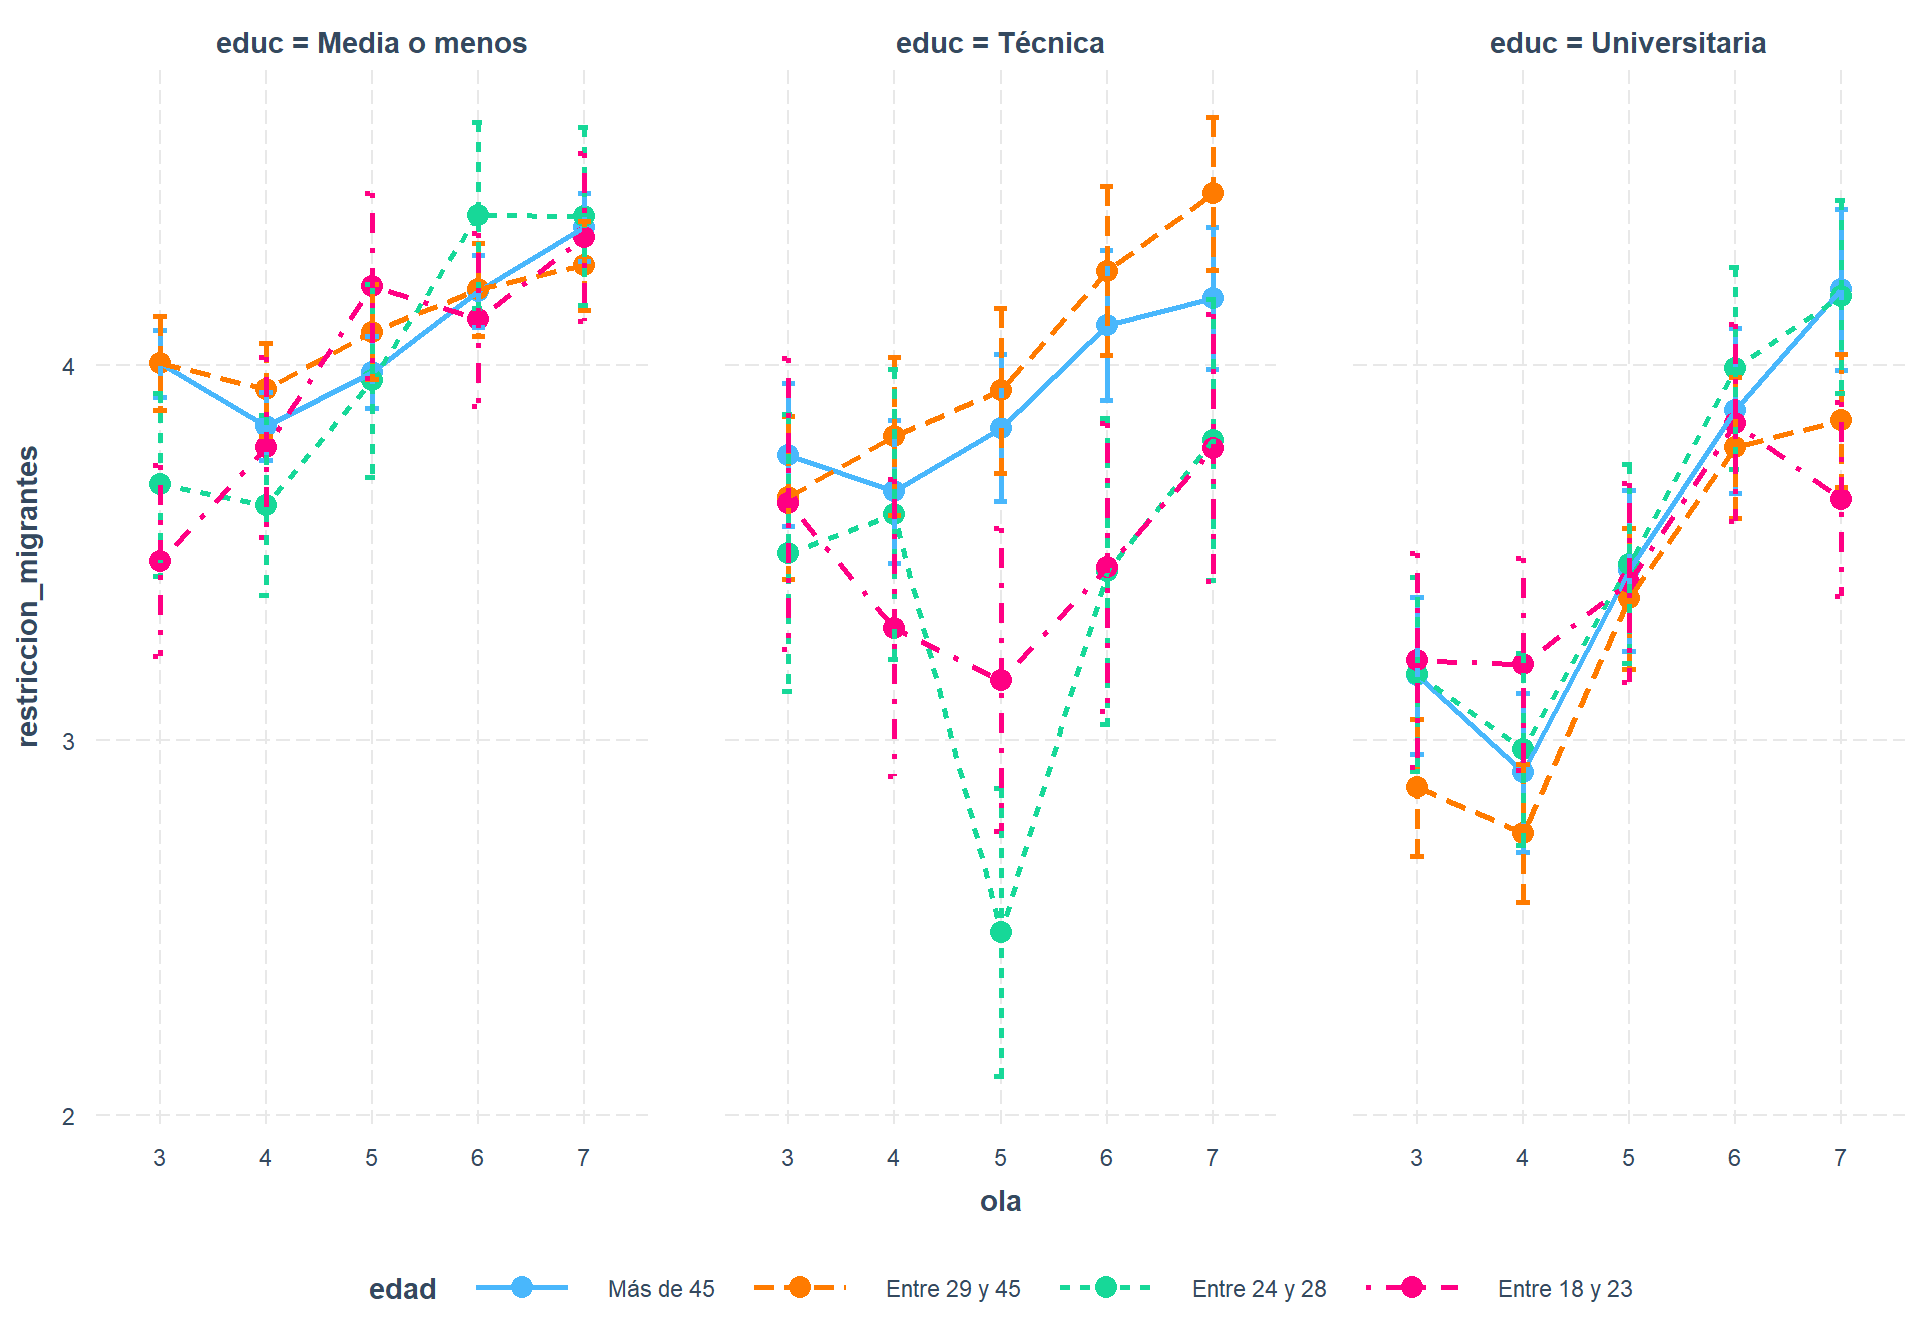 educ = Media o menos educ = Técnica educ = Universitaria
restriccion_migrantes
4
3
2
3 4 5 6 7 3 4 5 6 7 3 4 5 6 7
ola
edad Más de 45 Entre 29 y 45 Entre 24 y 28 Entre 18 y 23